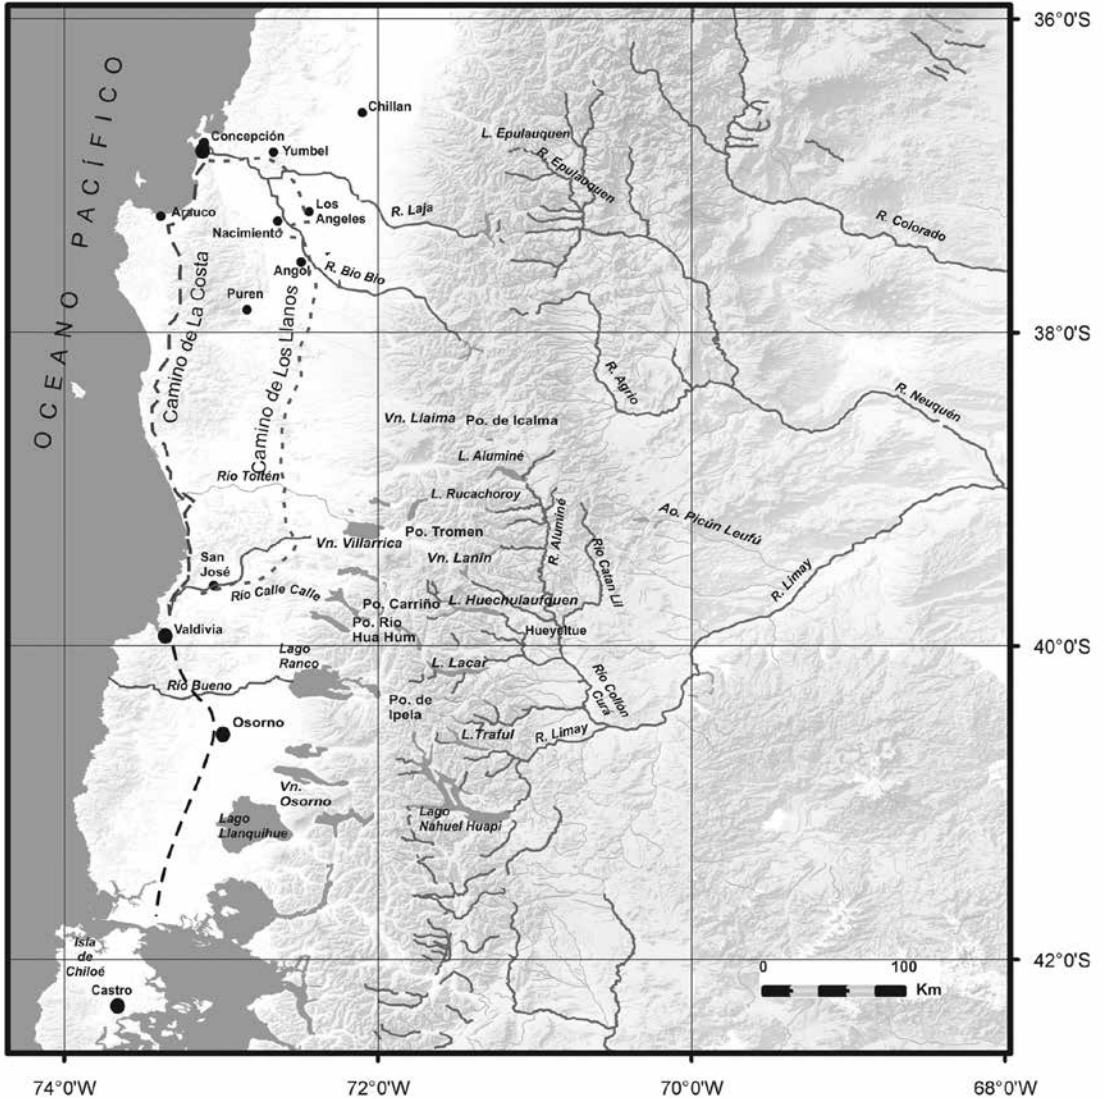 36°0'S
Chillan
Concepción
Yumbel
L. Epulauquen
R. Epulauquen
OCEANO PACÍFICO
Arauco
Los
Angeles
R. Laja
R. Colorado
Nacimiento
Angol
R. Bío Bío
Puren
38°0'S
Camino de La Costa
Camino de Los Llanos
R. Agrio
R. Neuquén
Vn. Llaima
Po. de Icalma
L. Aluminé
Río Toltén
L. Rucachoroy
R. Aluminé
Ao. Picún Leufú
Po. Tromen
Vn. Villarrica
Vn. Lanín
Río Catan Lil
San
José
R. Limay
Río Calle Calle
Po. Carriño
L. Huechulaufquen
Po. Rio
Hua Hum
Valdivia
Hueyeltue
40°0'S
Lago
Ranco
L. Lacar
Río Bueno
Río Collón
Curá
Po. de
Ipela
Osorno
L.Traful
R. Limay
Vn.
Osorno
Lago
Llanquihue
Lago
Nahuel Huapi
Isla
de
Chiloé
42°0'S
0 100
Km
Castro
74°0'W 72°0'W 70°0'W 68°0'W